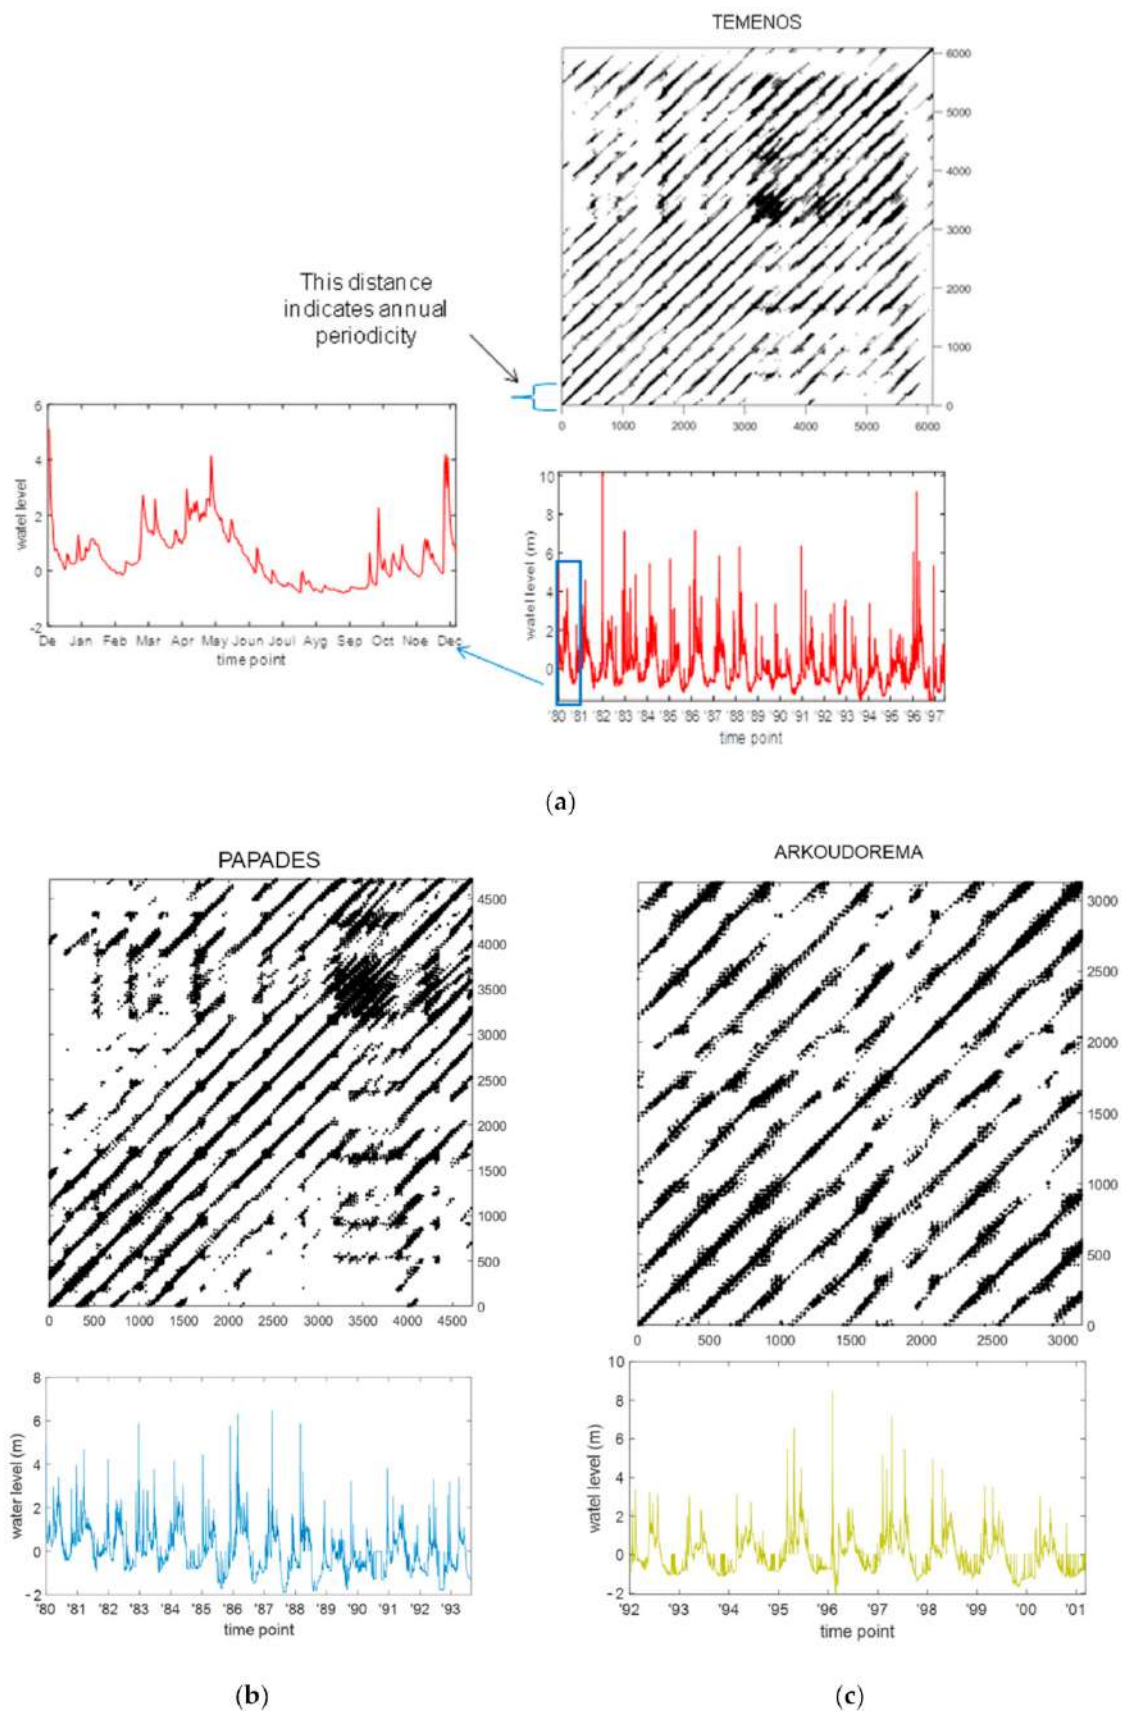 TEMENOS
6000
5000
4000
3000
2000
1000
0
0 1000 2000 3000 4000 5000 6000
This distance
indicates annual
periodicity
6
4
2
0
-2
watel level
De Jan Feb Mar Apr May Joun Joul Ayg Sep Oct Noe Dec
time point
10
8
6
4
2
0
watel level (m)
'80 '81 '82 '83 '84 '85 '86 '87 '88 '89 '90 '91 '92 '93 '94 '95 '96 '97
time point
(a)
PAPADES
4500
4000
3500
3000
2500
2000
1500
1000
500
0
0 500 1000 1500 2000 2500 3000 3500 4000 4500
8
6
4
2
0
-2
water level (m)
'80 '81 '82 '83 '84 '85 '86 '87 '88 '89 '90 '91 '92 '93
time point
(b)
ARKOUDOREMA
3000
2500
2000
1500
1000
500
0
0 500 1000 1500 2000 2500 3000
10
8
6
4
2
0
-2
watel level (m)
'92 '93 '94 '95 '96 '97 '98 '99 '00 '01
time point
(c)